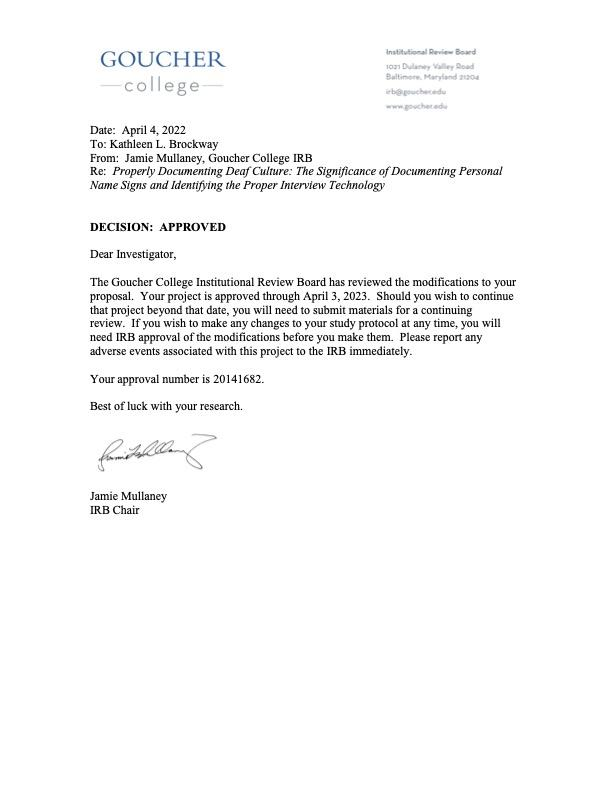 GOUCHER
college
Institutional Review Board
1021 Dulaney Valley Road
Baltimore, Maryland 21204
irb@goucher.edu
www.goucher.edu
Date:  April 4, 2022
To: Kathleen L. Brockway
From:  Jamie Mullaney, Goucher College IRB
Re:  Properly Documenting Deaf Culture: The Significance of Documenting Personal
Name Signs and Identifying the Proper Interview Technology
DECISION:  APPROVED
Dear Investigator,
The Goucher College Institutional Review Board has reviewed the modifications to your
proposal.  Your project is approved through April 3, 2023.  Should you wish to continue
that project beyond that date, you will need to submit materials for a continuing
review.  If you wish to make any changes to your study protocol at any time, you will
need IRB approval of the modifications before you make them.  Please report any
adverse events associated with this project to the IRB immediately.
Your approval number is 20141682.
Best of luck with your research.
Jamie Mullaney
IRB Chair